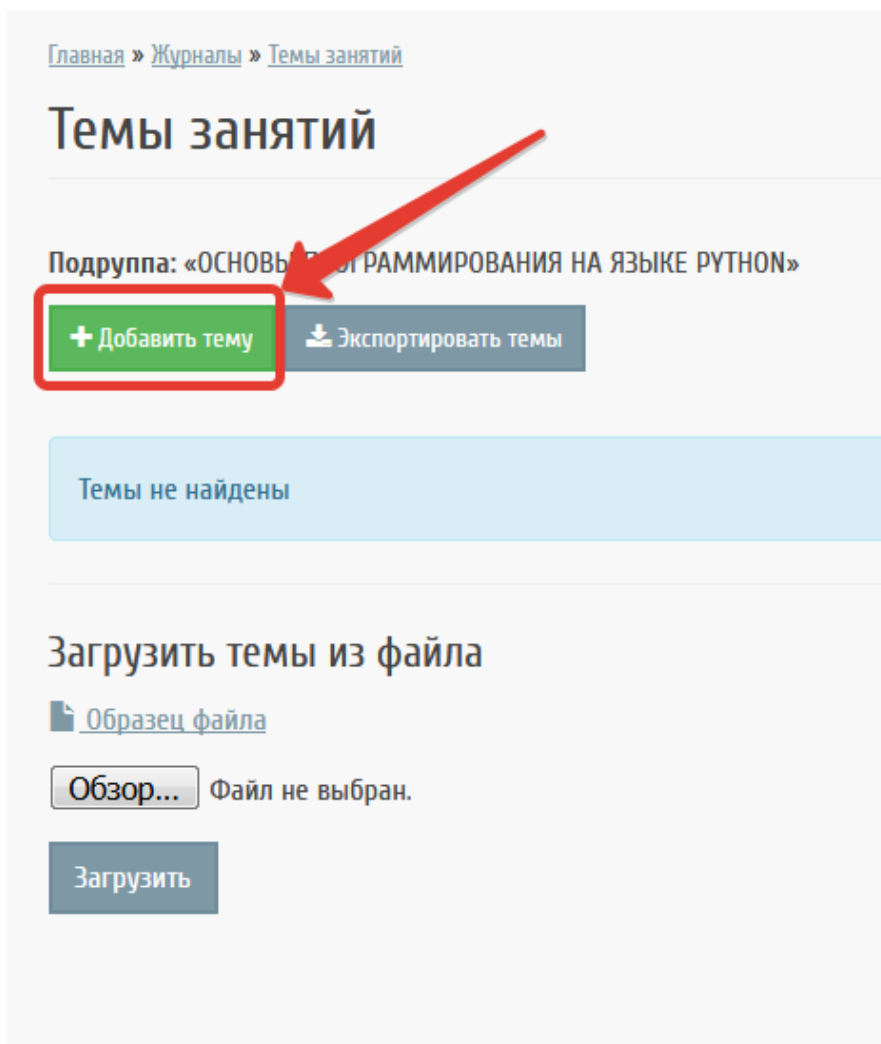 Главная » Журналы » Темы занятий
Темы занятий
Подруппа: «ОСНОВЫ ПРОГРАММИРОВАНИЯ НА ЯЗЫКЕ PYTHON»
Добавить тему Экспортировать темы
Темы не найдены
Загрузить темы из файла
Образец файла
Обзор... Файл не выбран.
Загрузить